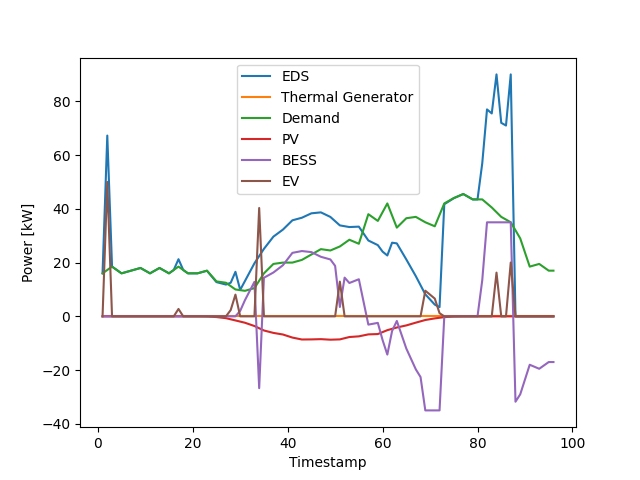 EDS
Thermal Generator
Demand
PV
BESS
EV
80
60
40
20
0
−20
−40
Power [kW]
0 20 40 60 80 100
Timestamp